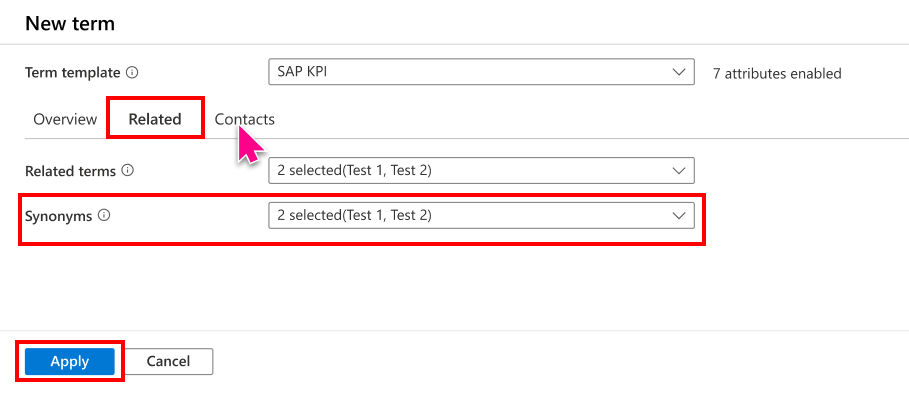 New term
Term template SAP KPI 7 attributes enabled
Overview Related Contacts
Related terms 2 selected(Test 1, Test 2)
Synonyms 2 selected(Test 1, Test 2)
Apply Cancel